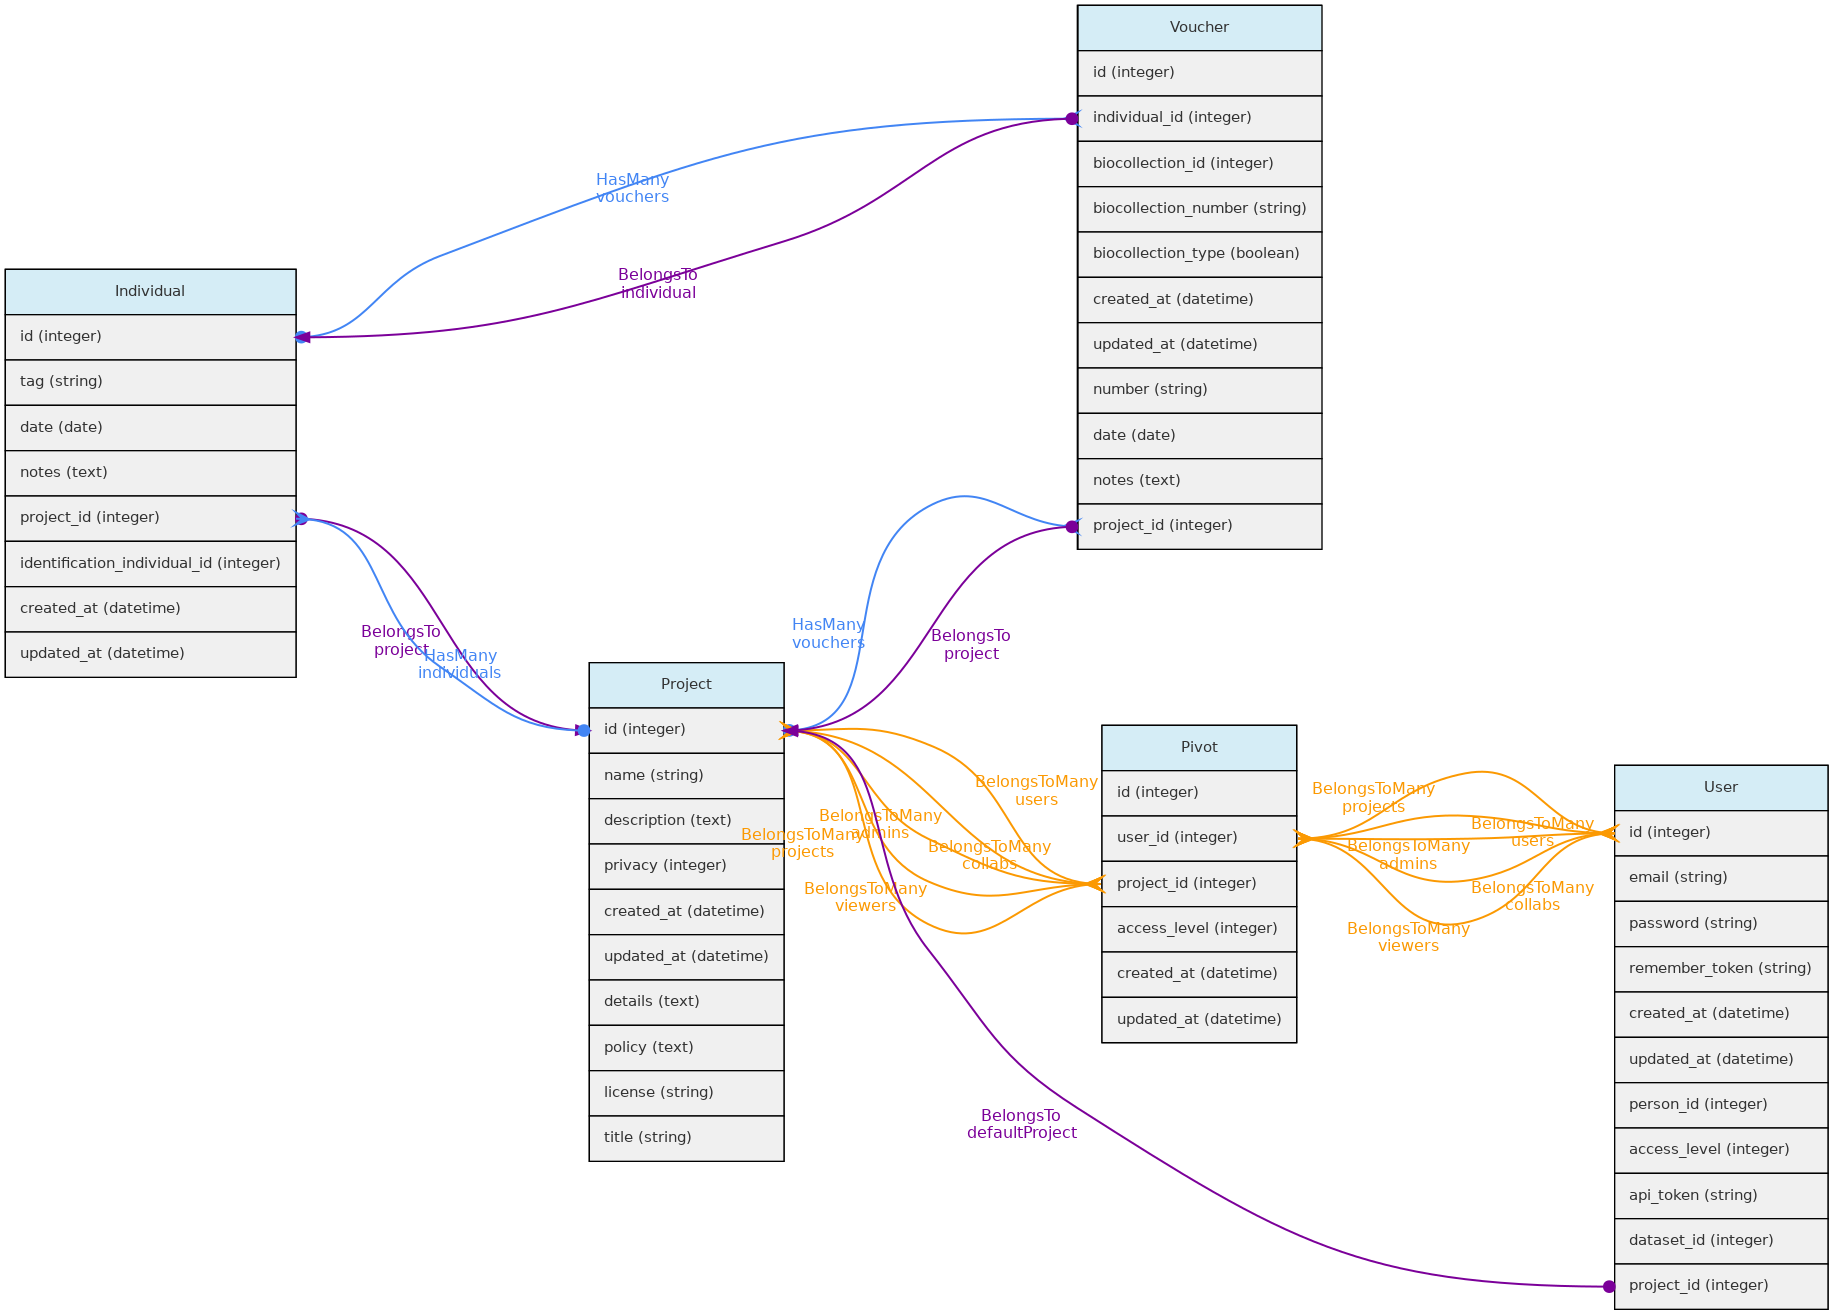 Voucher
id (integer)
individual_id (integer)
biocollection_id (integer)
biocollection_number (string)
biocollection_type (boolean)
created_at (datetime)
updated_at (datetime)
number (string)
date (date)
notes (text)
project_id (integer)
HasMany
vouchers
BelongsTo
individual
Individual
id (integer)
tag (string)
date (date)
notes (text)
project_id (integer)
identification_individual_id (integer)
created_at (datetime)
updated_at (datetime)
BelongsTo
project
HasMany
individuals
HasMany
vouchers
BelongsTo
project
Project
id (integer)
name (string)
description (text)
privacy (integer)
created_at (datetime)
updated_at (datetime)
details (text)
policy (text)
license (string)
title (string)
BelongsToMany
users
BelongsToMany
admins
BelongsToMany
projects
BelongsToMany
collabs
BelongsToMany
viewers
BelongsTo
defaultProject
Pivot
id (integer)
user_id (integer)
project_id (integer)
access_level (integer)
created_at (datetime)
updated_at (datetime)
BelongsToMany
projects
BelongsToMany
users
BelongsToMany
admins
BelongsToMany
collabs
BelongsToMany
viewers
User
id (integer)
email (string)
password (string)
remember_token (string)
created_at (datetime)
updated_at (datetime)
person_id (integer)
access_level (integer)
api_token (string)
dataset_id (integer)
project_id (integer)